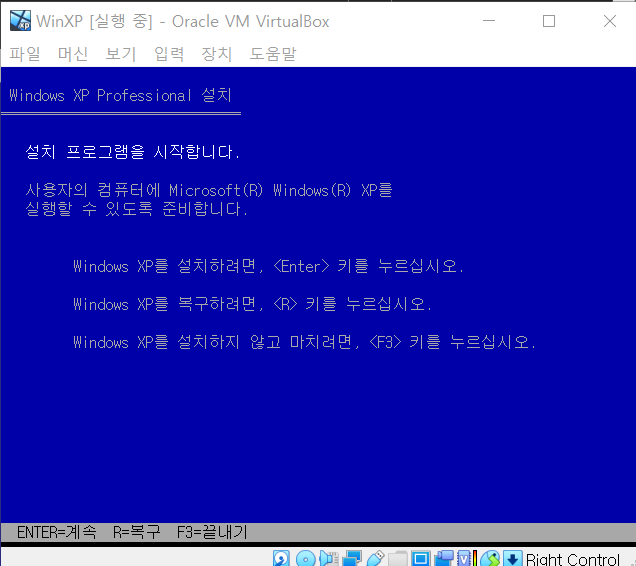 WinXP [실행 중] - Oracle VM VirtualBox
파일 머신 보기 입력 장치 도움말
Windows XP Professional 설치
설치 프로그램을 시작합니다.
사용자의 컴퓨터에 Microsoft(R) Windows(R) XP를
실행할 수 있도록 준비합니다.
Windows XP를 설치하려면, <Enter> 키를 누르십시오.
Windows XP를 복구하려면, <R> 키를 누르십시오.
Windows XP를 설치하지 않고 마치려면, <F3> 키를 누르십시오.
ENTER=계속 R=복구 F3=끝내기
Right Control